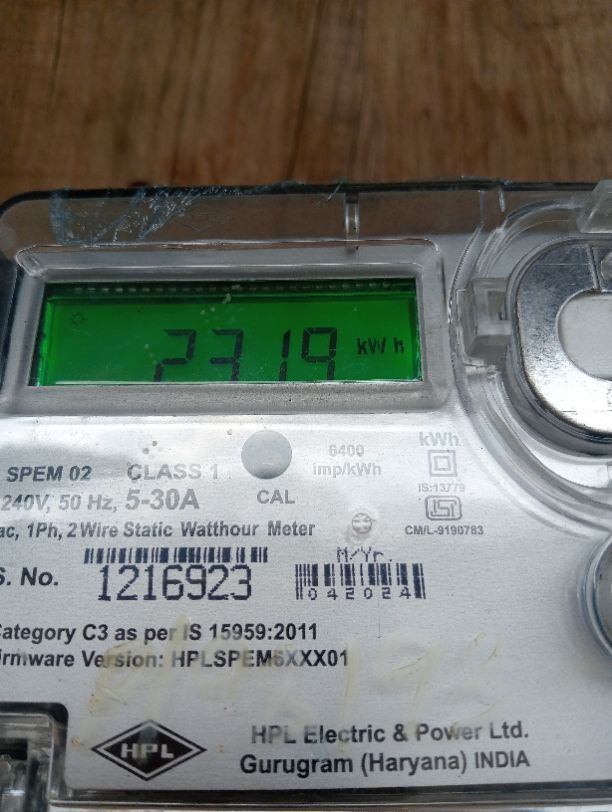 2319 kWh
6400
imp/kWh
kWh
SPEM 02 CLASS 1
IS:13779
240V, 50 Hz, 5-30A
CAL
ac, 1Ph, 2 Wire Static Watthour Meter
CM/L-9190783
M/Yr.
S. No. 1216923
042024
Category C3 as per IS 15959:2011
Firmware Version: HPLSPEM6XXX01
HPL
HPL Electric & Power Ltd.
Gurugram (Haryana) INDIA